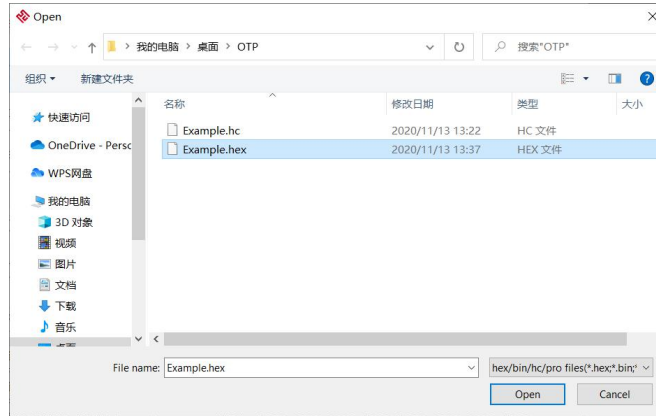 Open
我的电脑 › 桌面 › OTP
搜索"OTP"
组织 新建文件夹
名称 修改日期 类型 大小
Example.hc 2020/11/13 13:22 HC 文件
Example.hex 2020/11/13 13:37 HEX 文件
快速访问
OneDrive - Persc
WPS网盘
我的电脑
3D 对象
视频
图片
文档
下载
音乐
File name: Example.hex
hex/bin/hc/pro files(*.hex;*.bin;*
Open Cancel